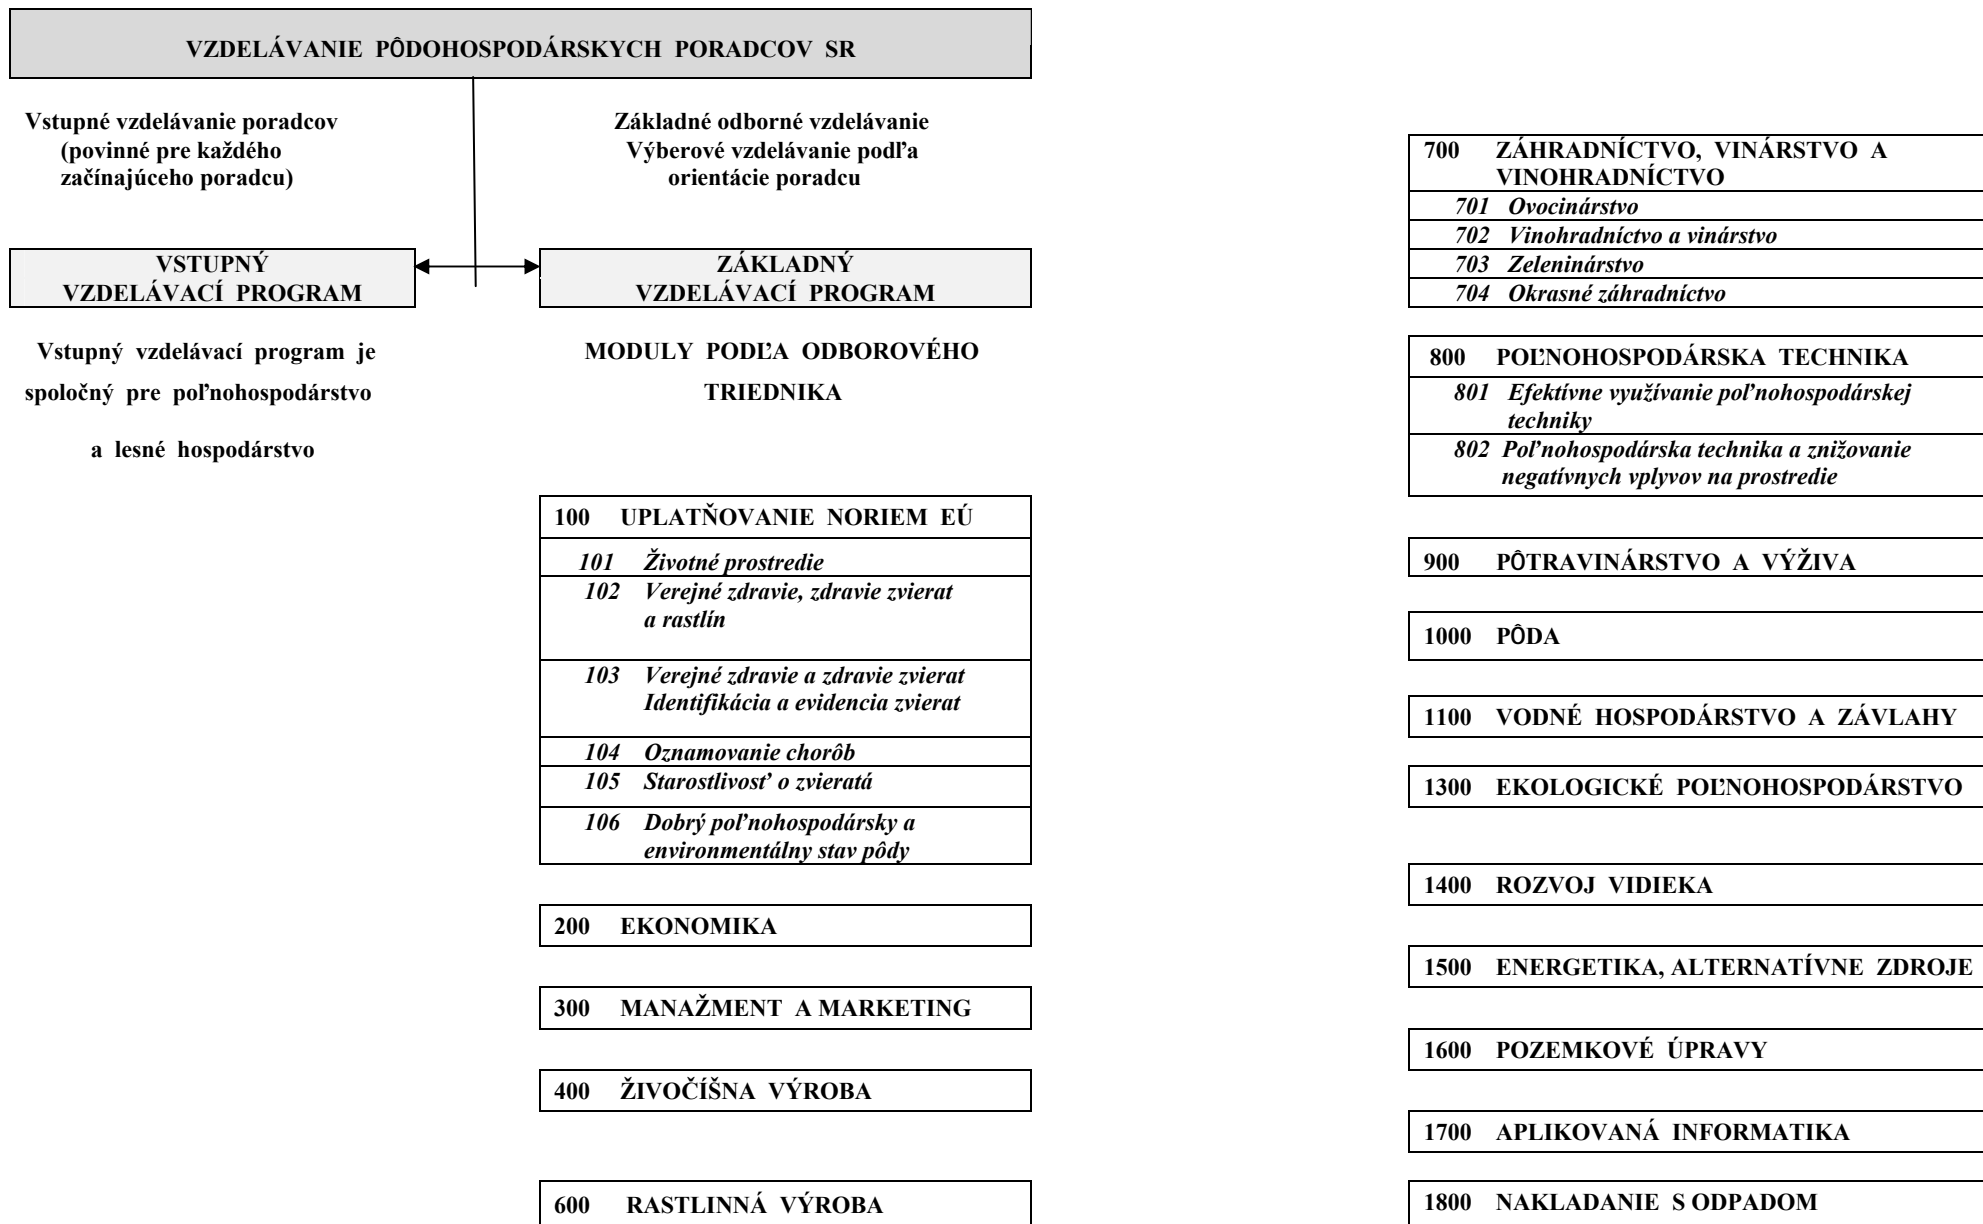 VZDELÁVANIE PÔDOHOSPODÁRSKYCH PORADCOV SR
Vstupné vzdelávanie poradcov
(povinné pre každého
začínajúceho poradcu)
Základné odborné vzdelávanie
Výberové vzdelávanie podľa
orientácie poradcu
VSTUPNÝ
VZDELÁVACÍ PROGRAM
ZÁKLADNÝ
VZDELÁVACÍ PROGRAM
Vstupný vzdelávací program je
spoločný pre poľnohospodárstvo
a lesné hospodárstvo
MODULY PODĽA ODBOROVÉHO
TRIEDNIKA
100 UPLATŇOVANIE NORIEM EÚ
101 Životné prostredie
102 Verejné zdravie, zdravie zvierat
a rastlín
103 Verejné zdravie a zdravie zvierat
Identifikácia a evidencia zvierat
104 Oznamovanie chorôb
105 Starostlivosť o zvieratá
106 Dobrý poľnohospodársky a
environmentálny stav pôdy
200 EKONOMIKA
300 MANAŽMENT A MARKETING
400 ŽIVOČÍŠNA VÝROBA
600 RASTLINNÁ VÝROBA
700 ZÁHRADNÍCTVO, VINÁRSTVO A
VINOHRADNÍCTVO
701 Ovocinárstvo
702 Vinohradníctvo a vinárstvo
703 Zeleninárstvo
704 Okrasné záhradníctvo
800 POĽNOHOSPODÁRSKA TECHNIKA
801 Efektívne využívanie poľnohospodárskej
techniky
802 Poľnohospodárska technika a znižovanie
negatívnych vplyvov na prostredie
900 PÔTRAVINÁRSTVO A VÝŽIVA
1000 PÔDA
1100 VODNÉ HOSPODÁRSTVO A ZÁVLAHY
1300 EKOLOGICKÉ POĽNOHOSPODÁRSTVO
1400 ROZVOJ VIDIEKA
1500 ENERGETIKA, ALTERNATÍVNE ZDROJE
1600 POZEMKOVÉ ÚPRAVY
1700 APLIKOVANÁ INFORMATIKA
1800 NAKLADANIE S ODPADOM